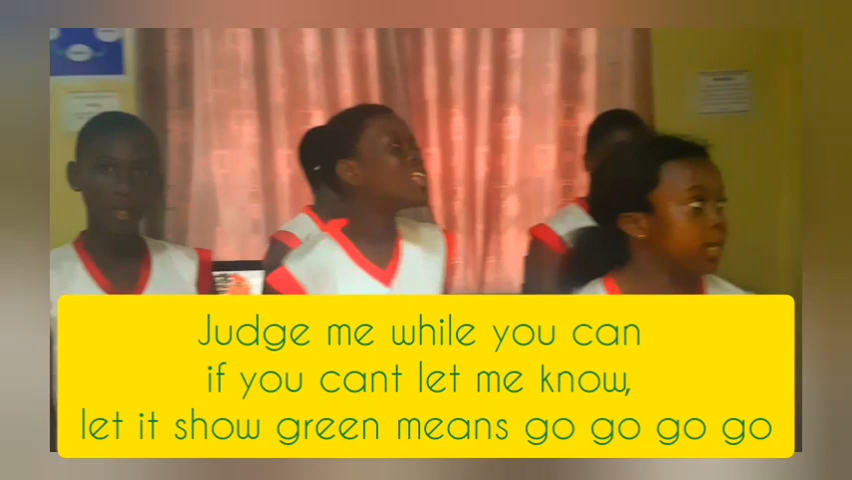 Judge me while you can
if you cant let me know,
let it show green means go go go go